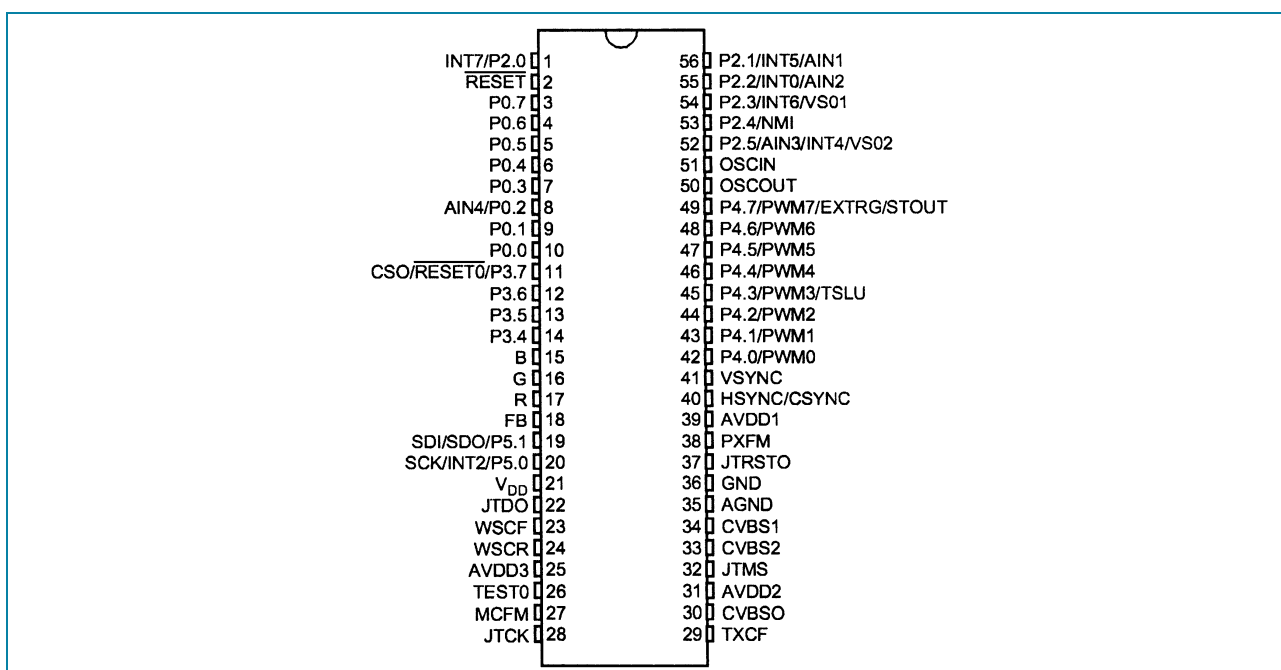 INT7/P2.0 1 56 P2.1/INT5/AIN1
RESET 2 55 P2.2/INT0/AIN2
P0.7 3 54 P2.3/INT6/VS01
P0.6 4 53 P2.4/NMI
P0.5 5 52 P2.5/AIN3/INT4/VS02
P0.4 6 51 OSCIN
P0.3 7 50 OSCOUT
AIN4/P0.2 8 49 P4.7/PWM7/EXTRG/STOUT
P0.1 9 48 P4.6/PWM6
P0.0 10 47 P4.5/PWM5
CSO/RESET0/P3.7 11 46 P4.4/PWM4
P3.6 12 45 P4.3/PWM3/TSLU
P3.5 13 44 P4.2/PWM2
P3.4 14 43 P4.1/PWM1
B 15 42 P4.0/PWM0
G 16 41 VSYNC
R 17 40 HSYNC/CSYNC
FB 18 39 AVDD1
SDI/SDO/P5.1 19 38 PXFM
SCK/INT2/P5.0 20 37 JTRSTO
VDD 21 36 GND
JTDO 22 35 AGND
WSCF 23 34 CVBS1
WSCR 24 33 CVBS2
AVDD3 25 32 JTMS
TEST0 26 31 AVDD2
MCFM 27 30 CVBSO
JTCK 28 29 TXCF